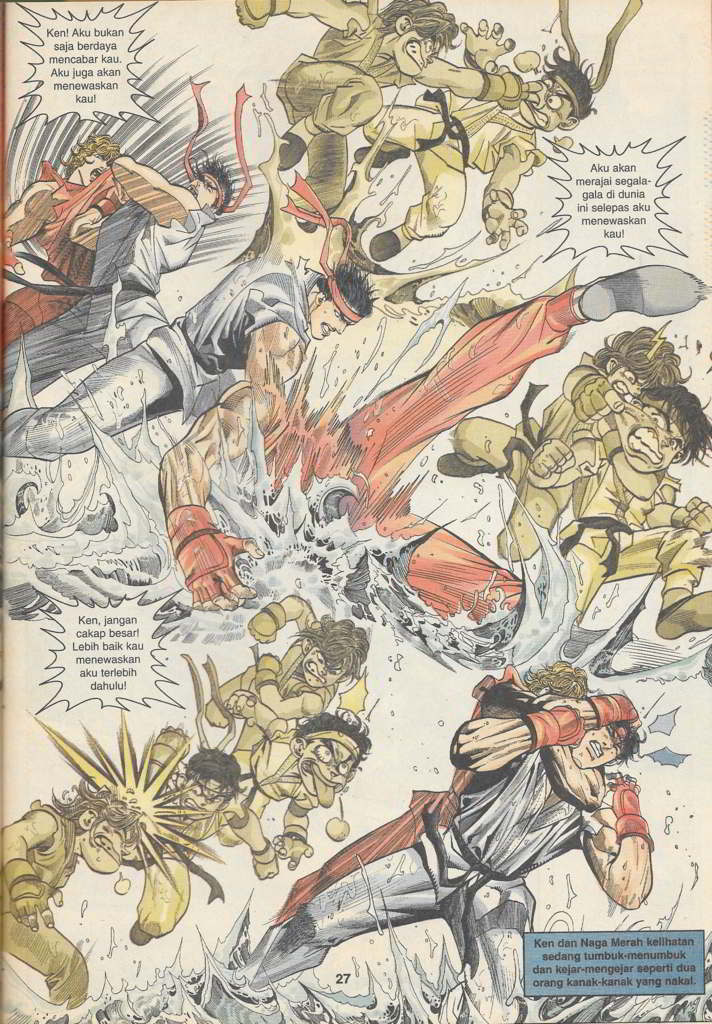 Ken! Aku bukan
saja berdaya
mencabar kau.
Aku juga akan
menewaskan
kau!
Aku akan
merajai segala-
gala di dunia
ini selepas aku
menewaskan
kau!
Ken, jangan
cakap besar!
Lebih baik kau
menewaskan
aku terlebih
dahulu!
Ken dan Naga Merah kelihatan
sedang tumbuk-menumbuk
dan kejar-mengejar seperti dua
orang kanak-kanak yang nakal.
27